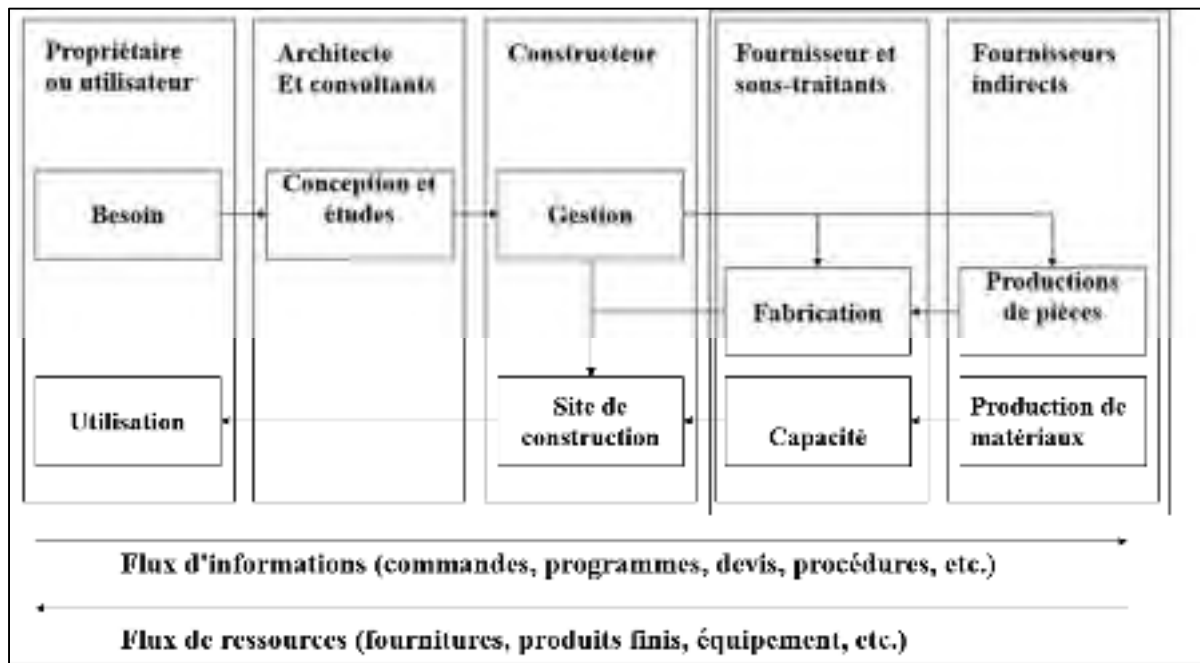 Propriétaire
ou utilisateur
Architecte
Et consultants
Constructeur
Fournisseur et
sous-traitants
Fournisseurs
indirects
Besoin
Conception et
études
Gestion
Fabrication
Productions
de pièces
Utilisation
Site de
construction
Capacité
Production de
matériaux
Flux d'informations (commandes, programmes, devis, procédures, etc.)
Flux de ressources (fournitures, produits finis, équipement, etc.)